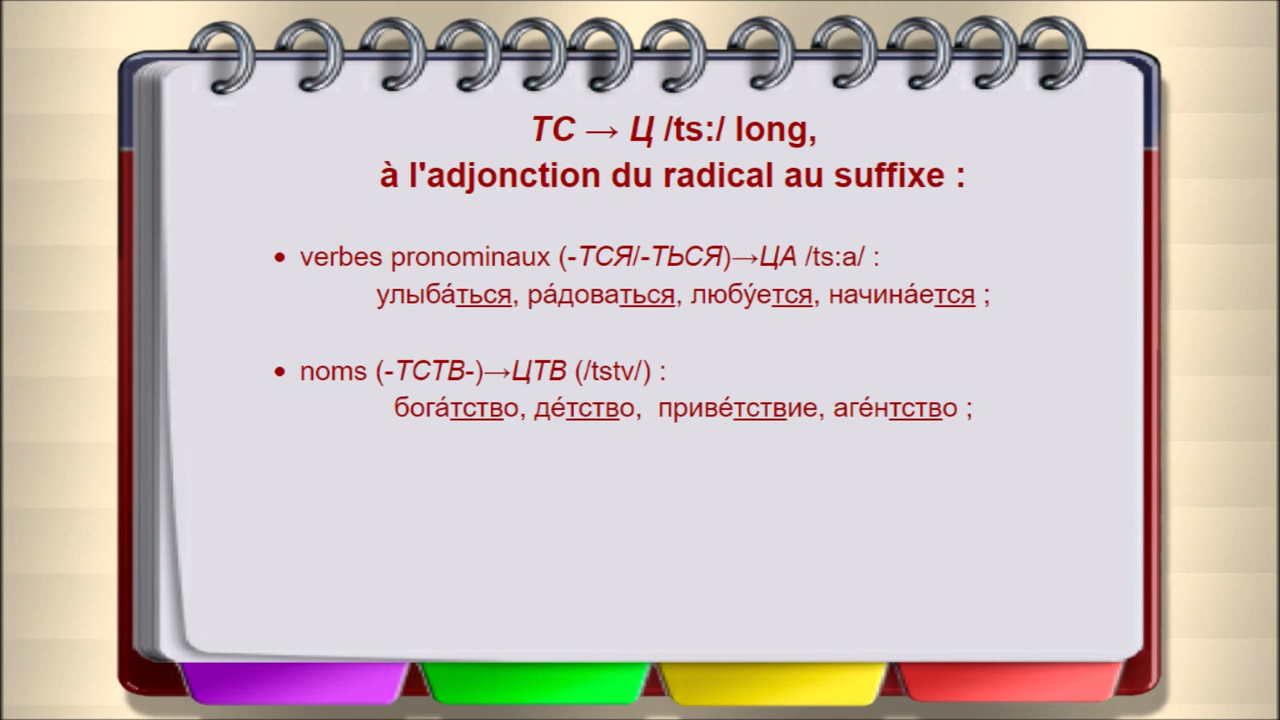 ТС → Ц /ts:/ long,
à l'adjonction du radical au suffixe :
• verbes pronominaux (-ТСЯ/-ТЬСЯ)→ЦА /ts:a/ :
улыба́ться, ра́доваться, любу́ется, начина́ется ;
• noms (-ТСТВ-)→ЦТВ (/tstv/) :
бога́тство, де́тство, приве́тствие, аге́нтство ;